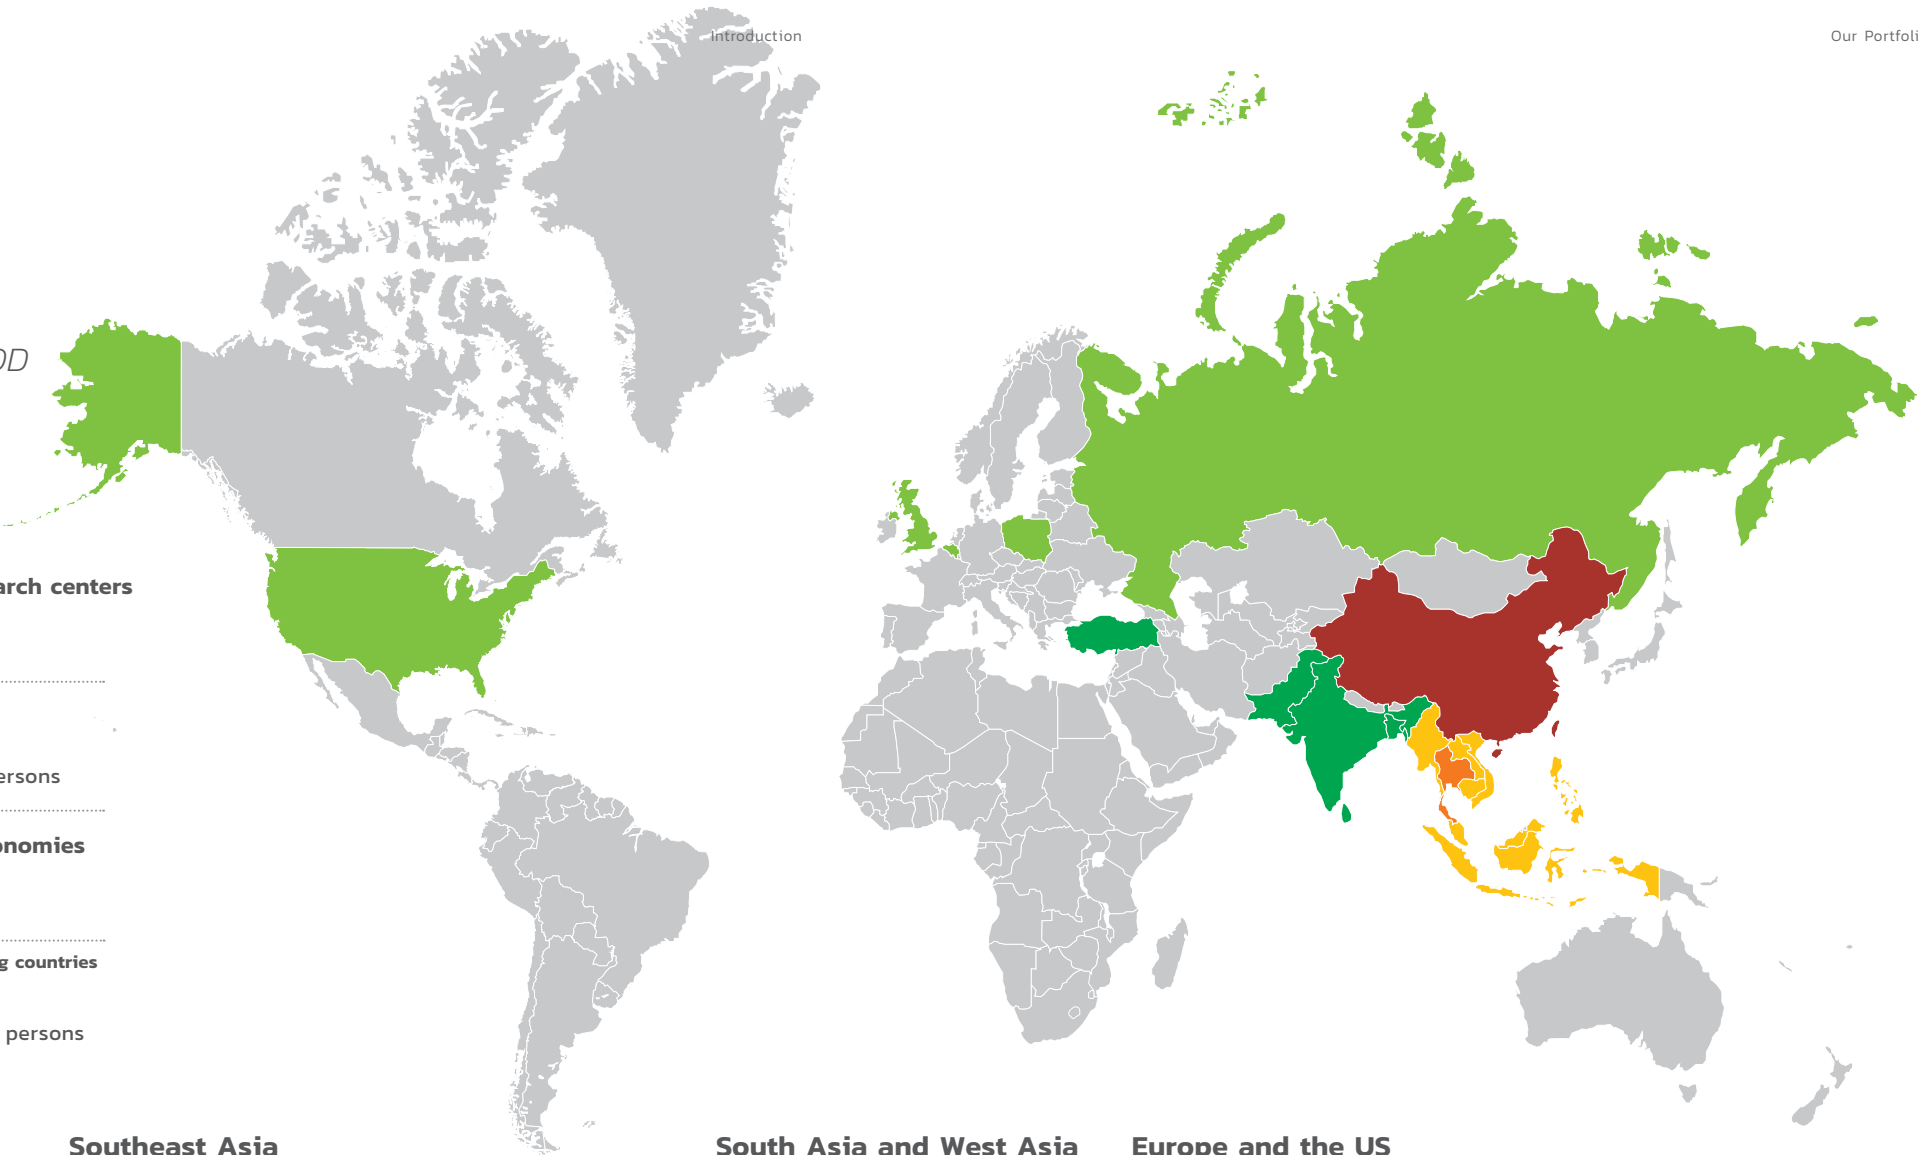 Introduction
Our Portfoli
OD
arch centers
ersons
onomies
g countries
persons
Southeast Asia
South Asia and West Asia
Europe and the US